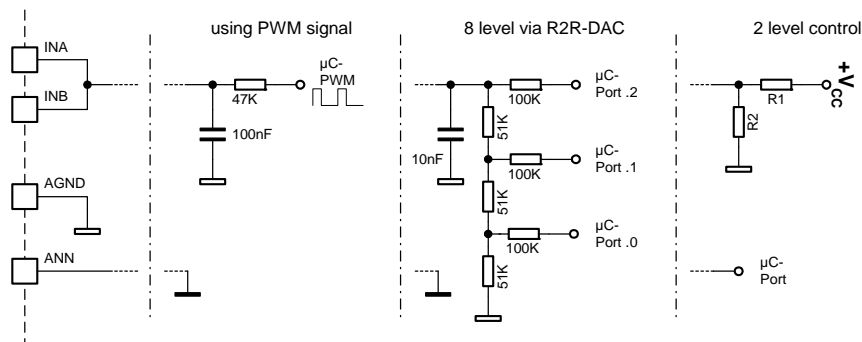 using PWM signal
8 level via R2R-DAC
2 level control
INA
INB
AGND
ANN
µC-
PWM
47K
100nF
µC-
Port .2
100K
51K
10nF
µC-
Port .1
100K
51K
µC-
Port .0
100K
51K
+VCC
R1
R2
µC-
Port